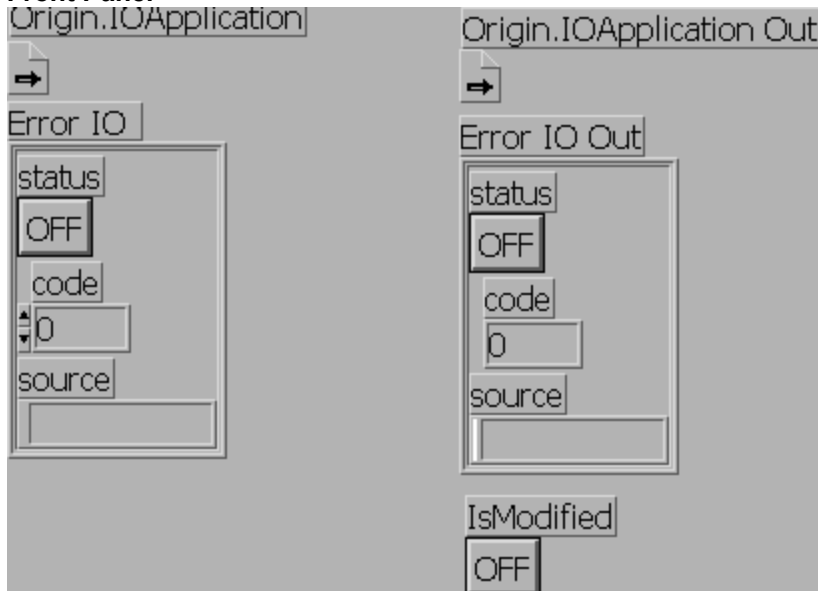 Origin.IOApplication
Error IO
status
OFF
code
0
source
Origin.IOApplication Out
Error IO Out
status
OFF
code
0
source
IsModified
OFF